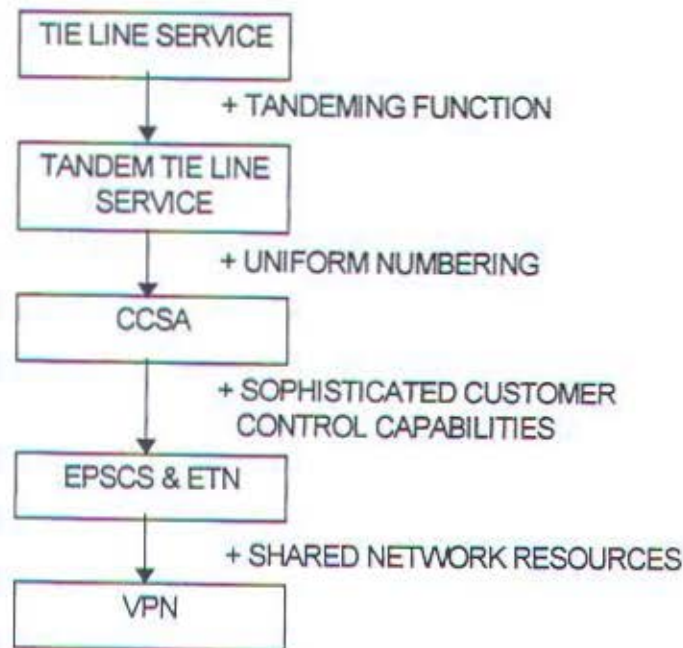 TIE LINE SERVICE
+ TANDEMING FUNCTION
TANDEM TIE LINE
SERVICE
+ UNIFORM NUMBERING
CCSA
+ SOPHISTICATED CUSTOMER
CONTROL CAPABILITIES
EPSCS & ETN
+ SHARED NETWORK RESOURCES
VPN